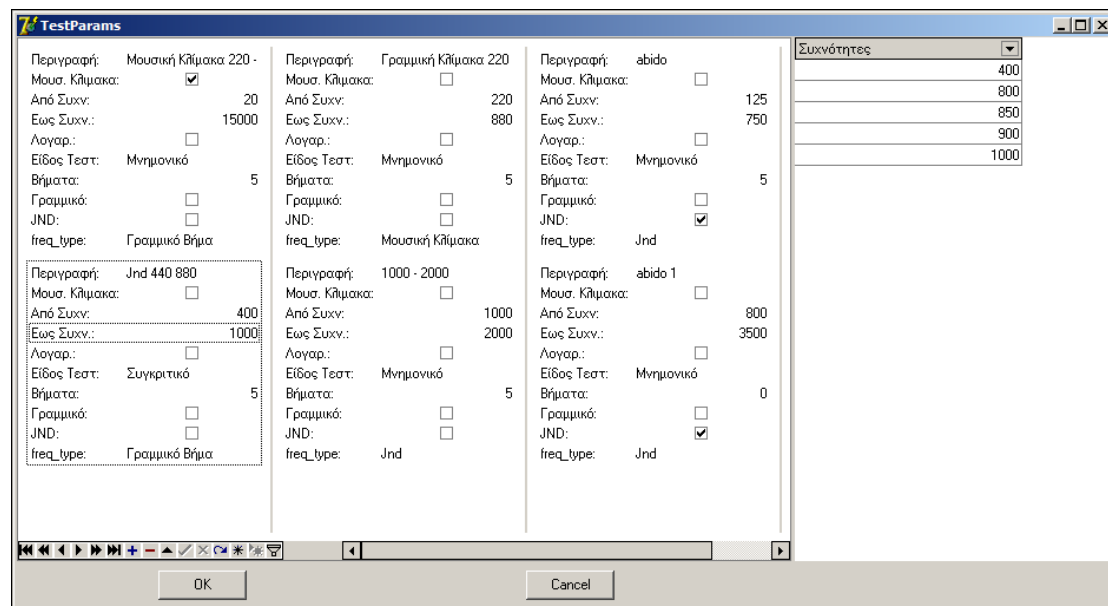 TestParams
Περιγραφή: Μουσική Κλίμακα 220 -
Μουσ. Κλιμακα:
Από Συχν: 20
Εως Συχν.: 15000
Λογαρ.:
Είδος Τεστ: Μνημονικό
Βήματα: 5
Γραμμικό:
JND:
freq_type: Γραμμικό Βήμα
Περιγραφή: Jnd 440 880
Μουσ. Κλιμακα:
Από Συχν: 400
Εως Συχν.: 1000
Λογαρ.:
Είδος Τεστ: Συγκριτικό
Βήματα: 5
Γραμμικό:
JND:
freq_type: Γραμμικό Βήμα
Περιγραφή: Γραμμική Κλίμακα 220
Μουσ. Κλιμακα:
Από Συχν: 220
Εως Συχν.: 880
Λογαρ.:
Είδος Τεστ: Μνημονικό
Βήματα: 5
Γραμμικό:
JND:
freq_type: Μουσική Κλίμακα
Περιγραφή: 1000 - 2000
Μουσ. Κλιμακα:
Από Συχν: 1000
Εως Συχν.: 2000
Λογαρ.:
Είδος Τεστ: Μνημονικό
Βήματα: 5
Γραμμικό:
JND:
freq_type: Jnd
Περιγραφή: abido
Μουσ. Κλιμακα:
Από Συχν: 125
Εως Συχν.: 750
Λογαρ.:
Είδος Τεστ: Μνημονικό
Βήματα: 5
Γραμμικό:
JND:
freq_type: Jnd
Περιγραφή: abido 1
Μουσ. Κλιμακα:
Από Συχν: 800
Εως Συχν.: 3500
Λογαρ.:
Είδος Τεστ: Μνημονικό
Βήματα: 0
Γραμμικό:
JND:
freq_type: Jnd
Συχνότητες
400
800
850
900
1000
OK
Cancel